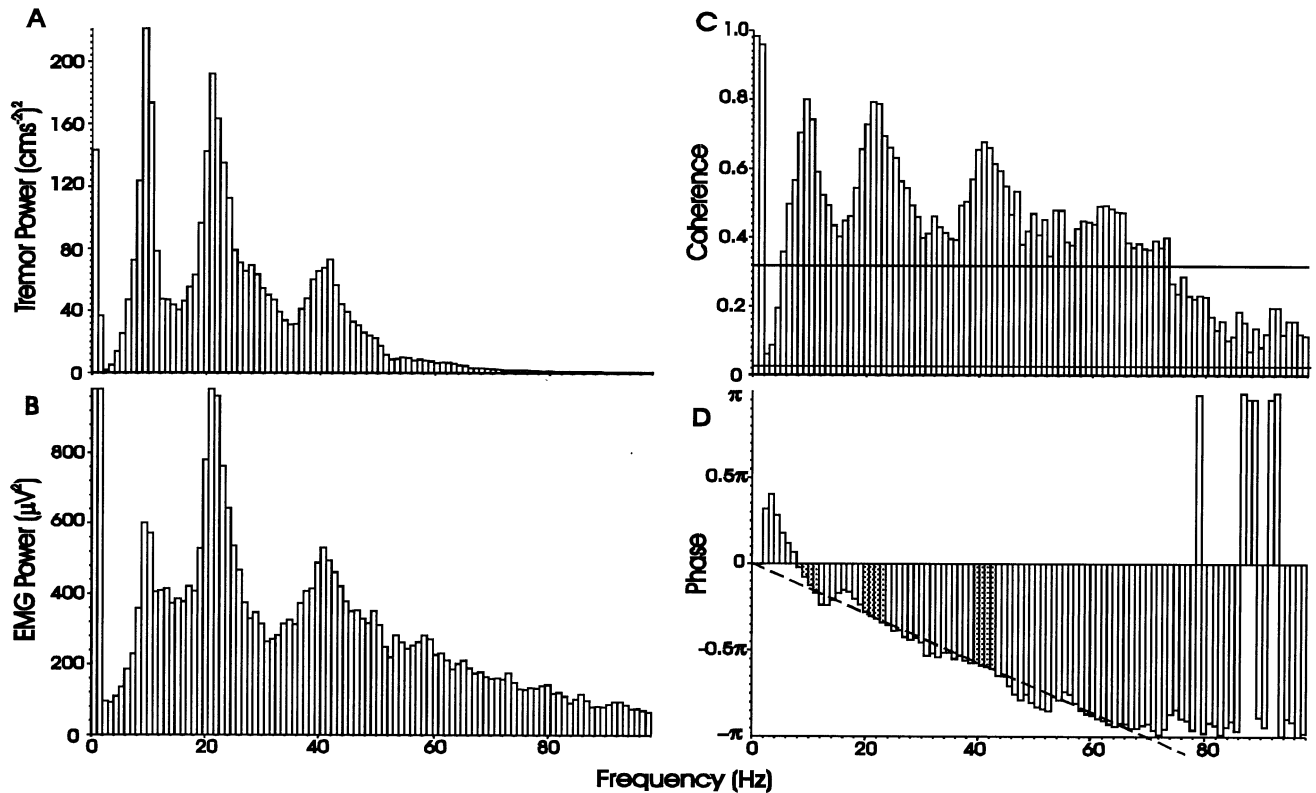 A
Tremor Power (cms⁻²)²
200
160
120
80
40
0
B
EMG Power (μV²)
800
600
400
200
0
0 20 40 60 80
C
Coherence
1.0
0.8
0.6
0.4
0.2
0
D
Phase
π
0.5π
0
-0.5π
-π
0 20 40 60 80
Frequency (Hz)